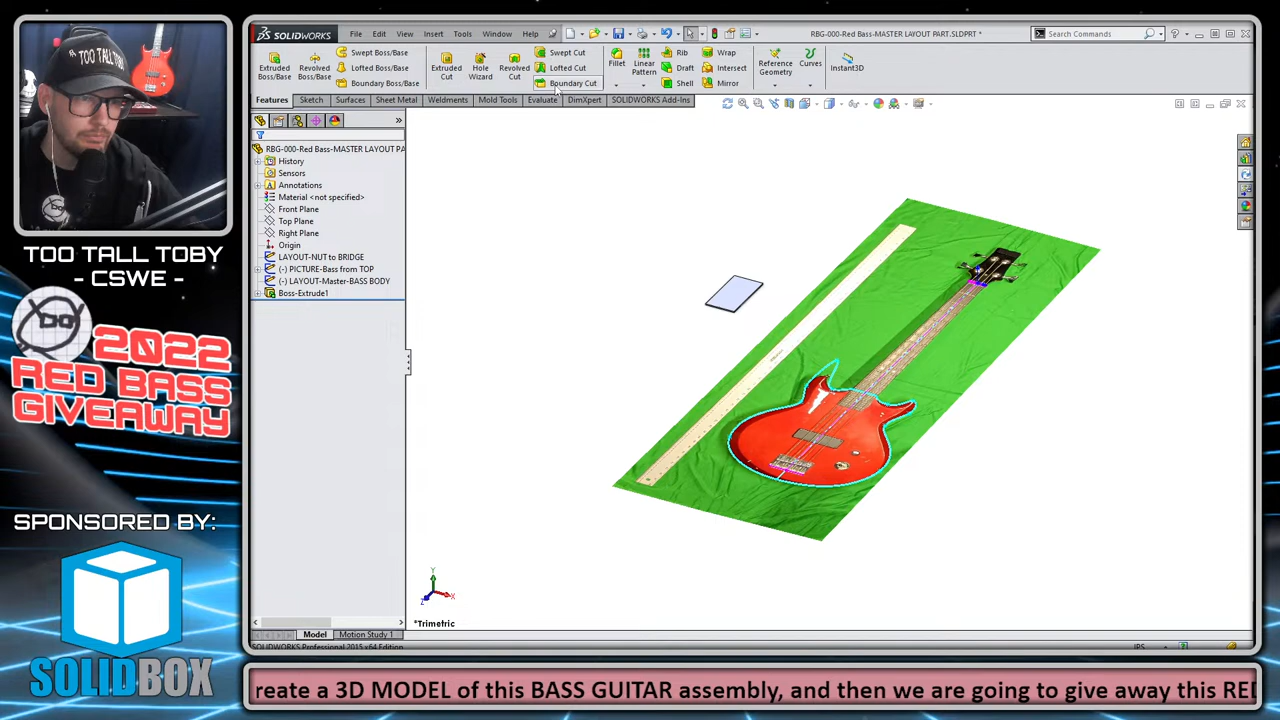 TOO TALL TOBY
- CSWE -
2022
RED BASS
GIVEAWAY
SPONSORED BY:
SOLIDBOX
SOLIDWORKS
File Edit View Insert Tools Window Help
RBG-000-Red Bass-MASTER LAYOUT PART.SLDPRT *
Search Commands
Extruded Boss/Base
Revolved Boss/Base
Swept Boss/Base
Lofted Boss/Base
Boundary Boss/Base
Extruded Cut
Hole Wizard
Revolved Cut
Swept Cut
Lofted Cut
Boundary Cut
Fillet
Linear Pattern
Rib
Draft
Shell
Wrap
Intersect
Mirror
Reference Geometry
Curves
Instant3D
Features Sketch Surfaces Sheet Metal Weldments Mold Tools Evaluate DimXpert SOLIDWORKS Add-Ins
RBG-000-Red Bass-MASTER LAYOUT PA
History
Sensors
Annotations
Material <not specified>
Front Plane
Top Plane
Right Plane
Origin
LAYOUT-NUT to BRIDGE
(-) PICTURE-Bass from TOP
(-) LAYOUT-Master-BASS BODY
Boss-Extrude1
Y
X
Z
*Trimetric
Model Motion Study 1
SOLIDWORKS Professional 2015 x64 Edition
IPS
reate a 3D MODEL of this BASS GUITAR assembly, and then we are going to give away this RE